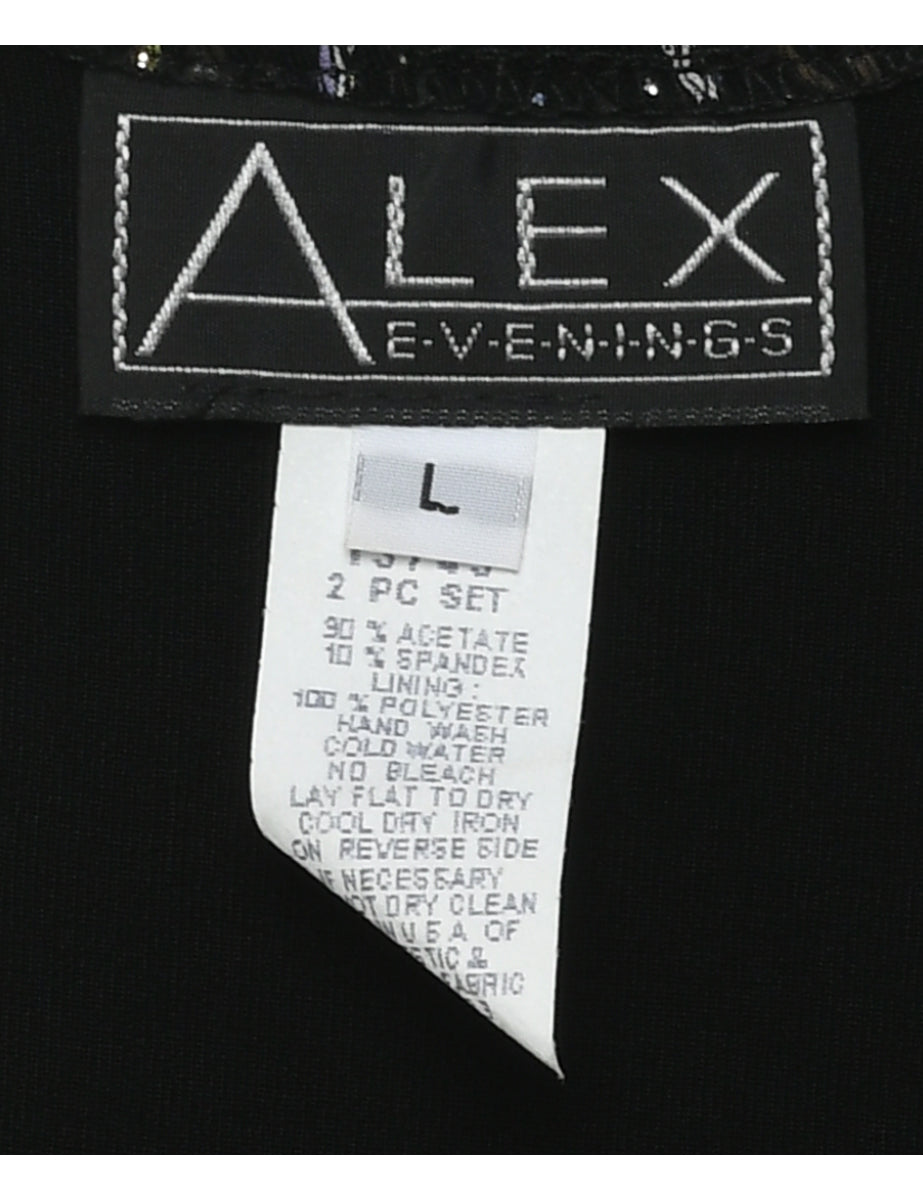 ALEX
E-V-E-N-I-N-G-S
L
2 PC SET
90 % ACETATE
10 % SPANDEX
LINING :
100 % POLYESTER
HAND WASH
COLD WATER
NO BLEACH
LAY FLAT TO DRY
COOL DRY IRON
ON REVERSE SIDE
IF NECESSARY
DRY CLEAN
U S A OF
&